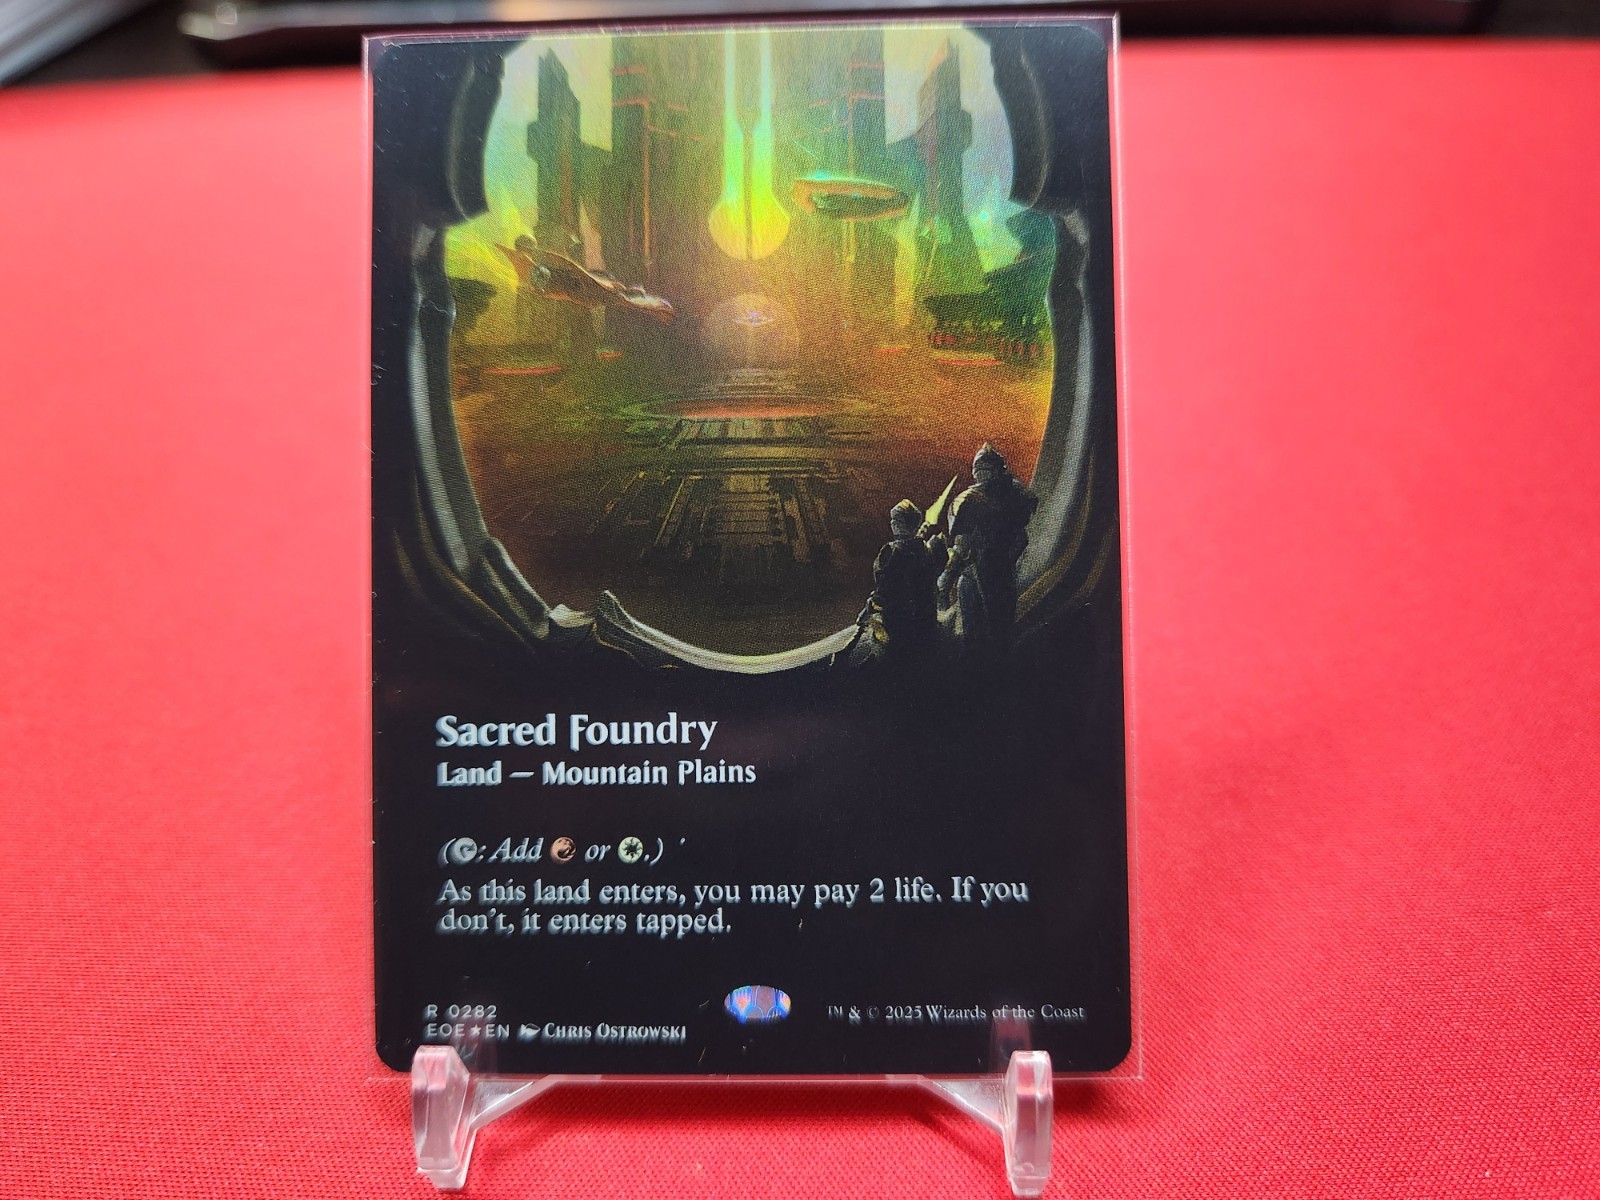 Sacred Foundry
Land — Mountain Plains
(T: Add R or W.)
As this land enters, you may pay 2 life. If you
don't, it enters tapped.
R 0282
EOE★EN Chris Ostrowski
™ & © 2025 Wizards of the Coast